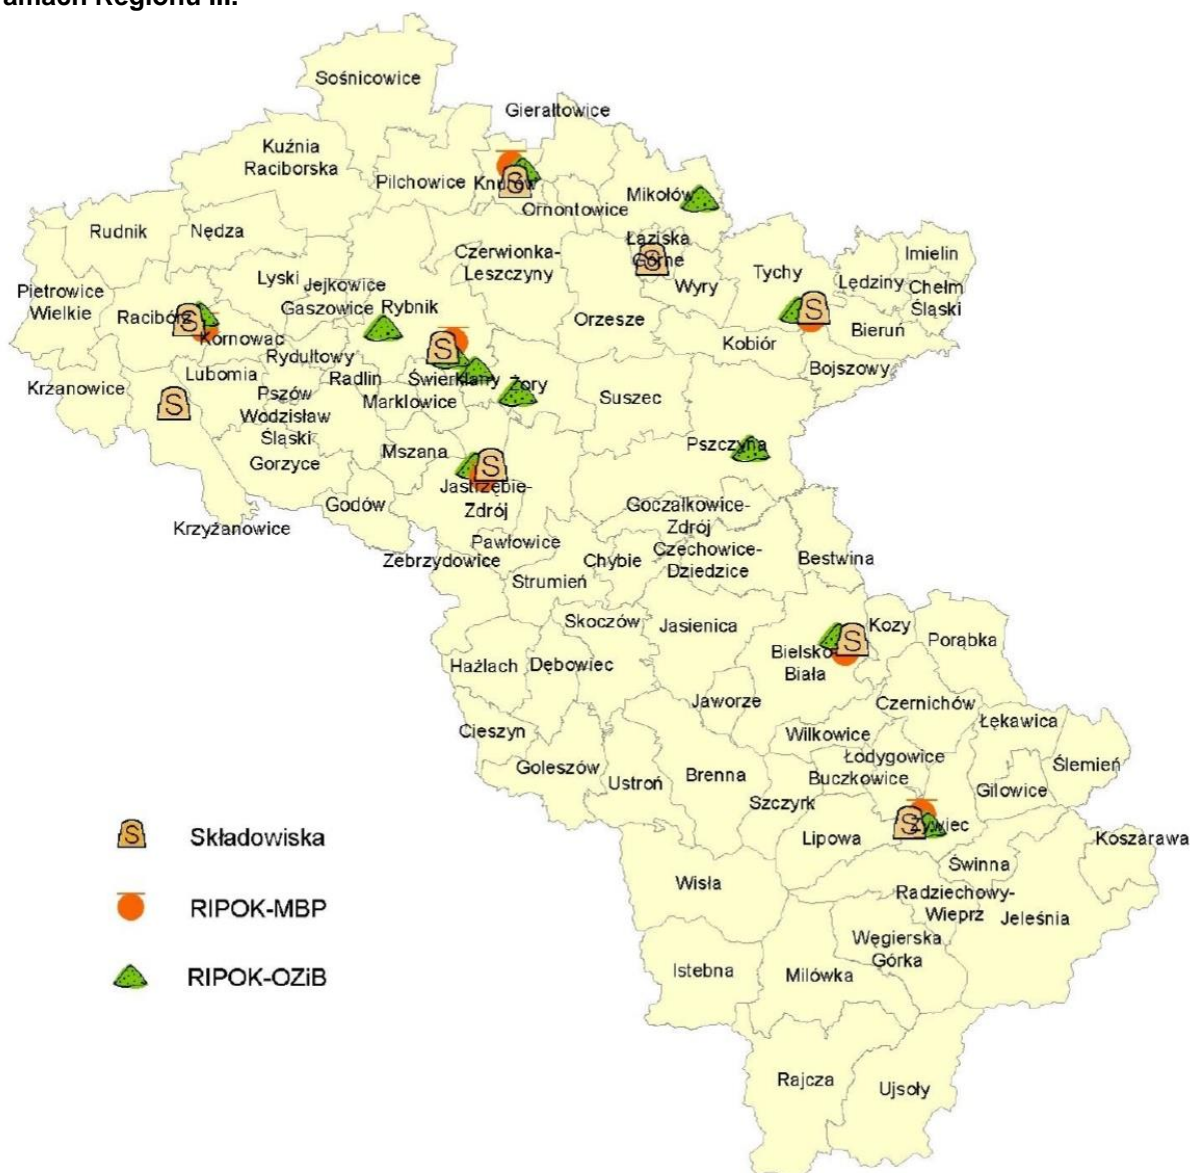 ramach Regionu III.
Sośnicowice
Gierałtowice
Kuźnia
Raciborska
Pilchowice
Knurów
Mikołów
Ornontowice
Rudnik
Nędza
Czerwionka-
Leszczyny
Łaziska
Górne
Imielin
Tychy
Lędziny
Chełm
Śląski
Pietrowice
Wielkie
Lyski
Jejkowice
Wyry
Racibórz
Gaszowice
Rybnik
Orzesze
Bieruń
Kornowac
Kobiór
Rydułtowy
Bojszowy
Krzanowice
Lubomia
Radlin
Świerklany
Żory
Pszów
Marklowice
Suszec
Wodzisław
Śląski
Mszana
Pszczyna
Gorzyce
Jastrzębie-
Zdrój
Godów
Goczałkowice-
Zdrój
Krzyżanowice
Pawłowice
Zebrzydowice
Chybie
Czechowice-
Dziedzice
Bestwina
Strumień
Skoczów
Jasienica
Kozy
Porąbka
Bielsko-
Biała
Hażlach
Dębowiec
Jaworze
Czernichów
Łękawica
Cieszyn
Wilkowice
Łodygowice
Ślemień
Goleszów
Ustroń
Brenna
Buczkowice
Gilowice
Szczyrk
Żywiec
Lipowa
Koszarawa
Świnna
Wisła
Radziechowy-
Wieprz
Jeleśnia
Węgierska
Górka
Istebna
Milówka
Rajcza
Ujsoły
S
S
S
S
S
S
S
S
S
S Składowiska
RIPOK-MBP
RIPOK-OZiB